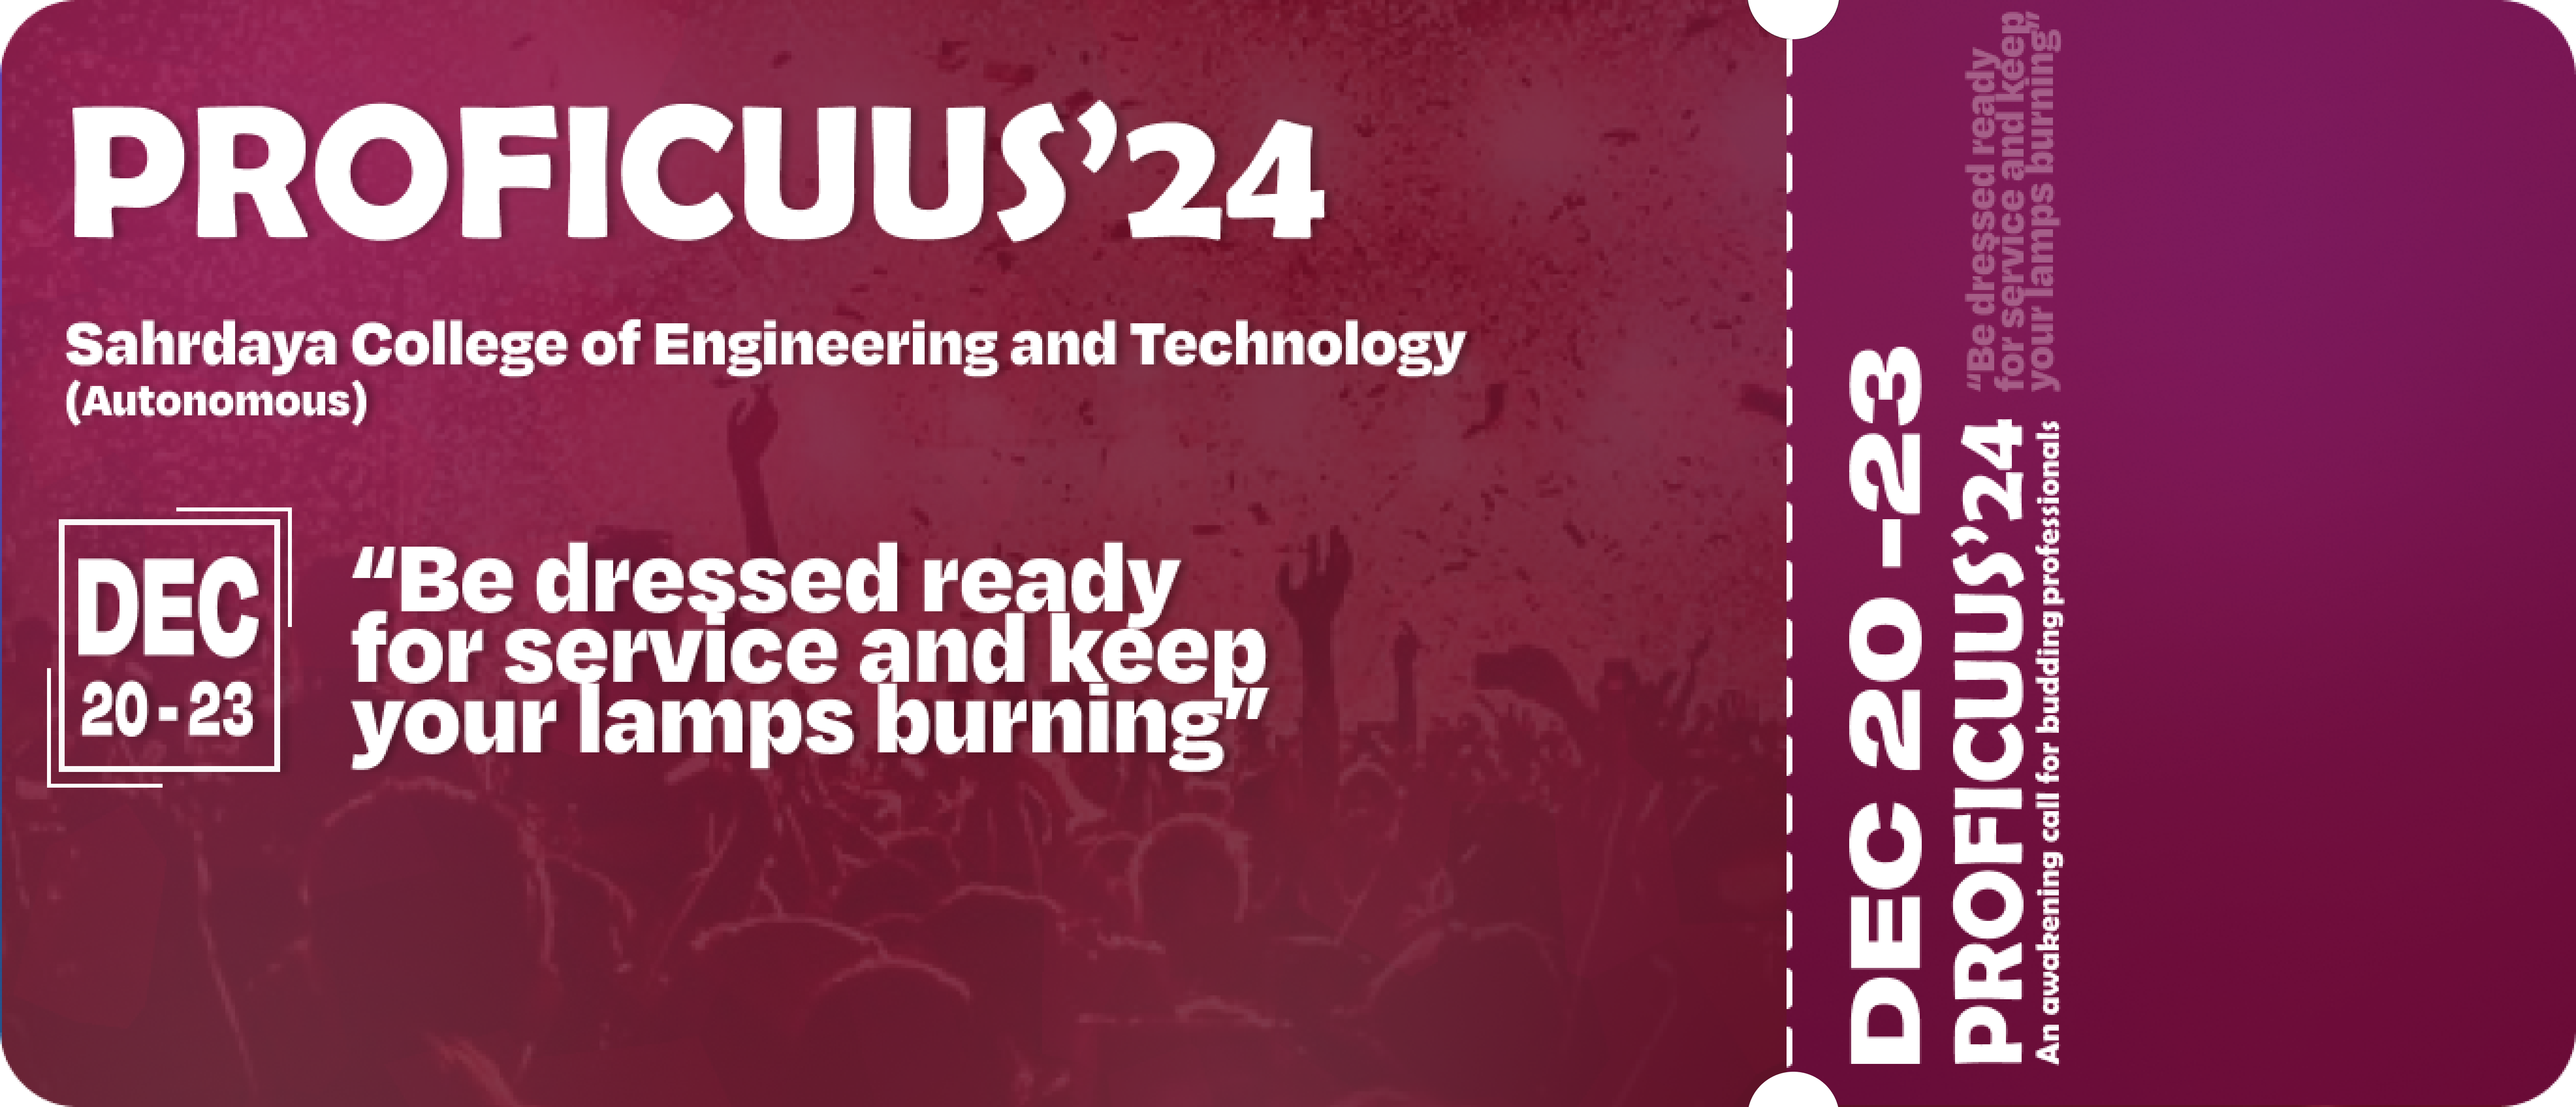 PROFICUUS’24
Sahrdaya College of Engineering and Technology
(Autonomous)
DEC
20 - 23
“Be dressed ready
for service and keep
your lamps burning”
DEC 20 -23
PROFICUUS’24
An awakening call for budding professionals
“Be dressed ready
for service and keep
your lamps burning”